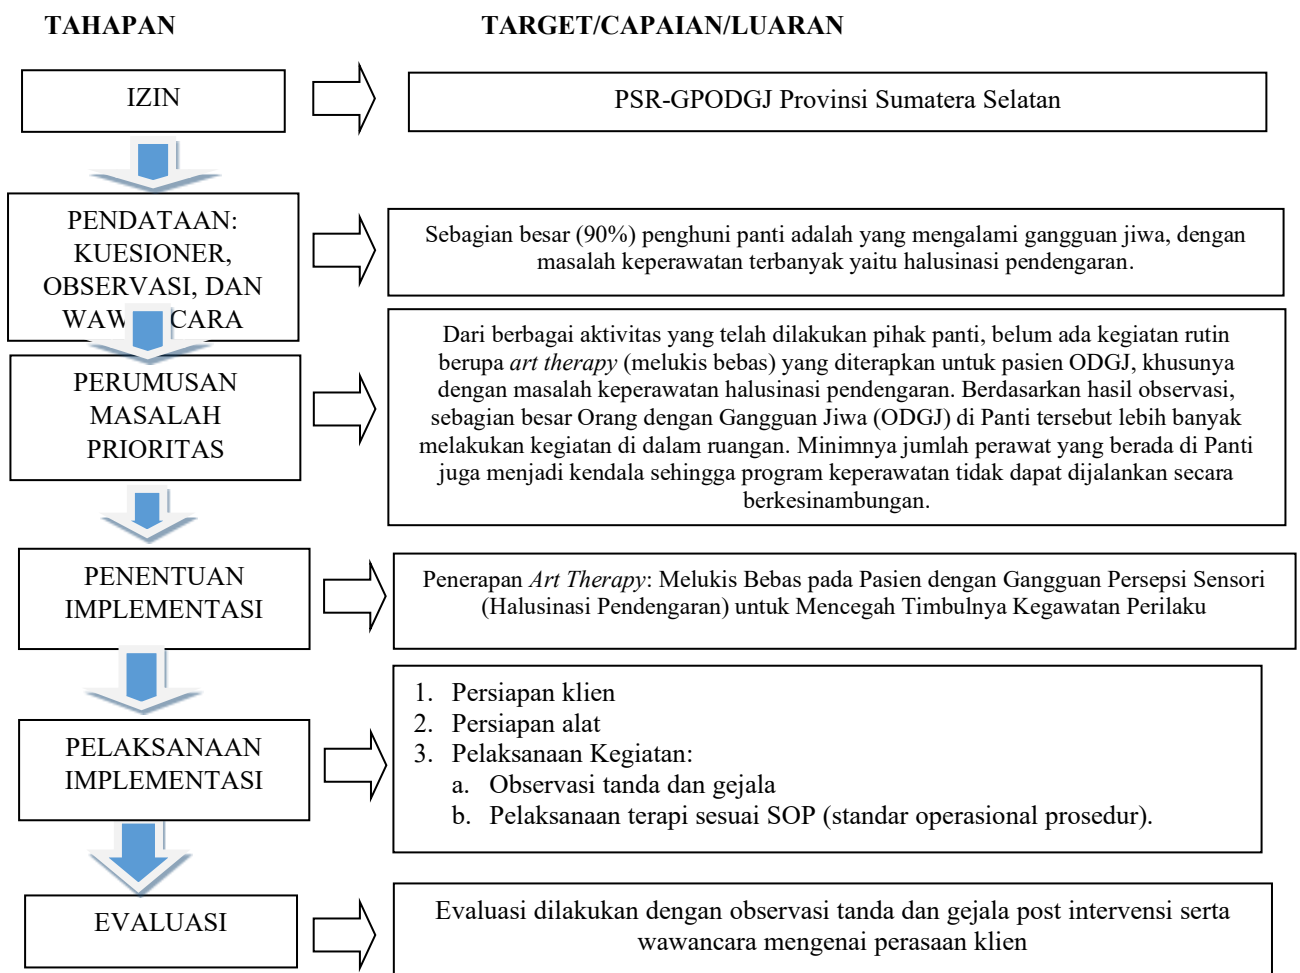 TAHAPAN
TARGET/CAPAIAN/LUARAN
IZIN
PSR-GPODGJ Provinsi Sumatera Selatan
PENDATAAN:
KUESIONER,
OBSERVASI, DAN
WAW CARA
Sebagian besar (90%) penghuni panti adalah yang mengalami gangguan jiwa, dengan
masalah keperawatan terbanyak yaitu halusinasi pendengaran.
PERUMUSAN
MASALAH
PRIORITAS
Dari berbagai aktivitas yang telah dilakukan pihak panti, belum ada kegiatan rutin
berupa art therapy (melukis bebas) yang diterapkan untuk pasien ODGJ, khusunya
dengan masalah keperawatan halusinasi pendengaran. Berdasarkan hasil observasi,
sebagian besar Orang dengan Gangguan Jiwa (ODGJ) di Panti tersebut lebih banyak
melakukan kegiatan di dalam ruangan. Minimnya jumlah perawat yang berada di Panti
juga menjadi kendala sehingga program keperawatan tidak dapat dijalankan secara
berkesinambungan.
PENENTUAN
IMPLEMENTASI
Penerapan Art Therapy: Melukis Bebas pada Pasien dengan Gangguan Persepsi Sensori
(Halusinasi Pendengaran) untuk Mencegah Timbulnya Kegawatan Perilaku
PELAKSANAAN
IMPLEMENTASI
1. Persiapan klien
2. Persiapan alat
3. Pelaksanaan Kegiatan:
a. Observasi tanda dan gejala
b. Pelaksanaan terapi sesuai SOP (standar operasional prosedur).
EVALUASI
Evaluasi dilakukan dengan observasi tanda dan gejala post intervensi serta
wawancara mengenai perasaan klien